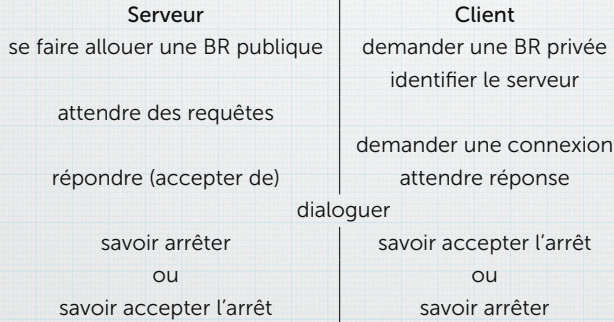 Serveur Client
se faire allouer une BR publique demander une BR privée
identifier le serveur
attendre des requêtes
demander une connexion
répondre (accepter de) attendre réponse
dialoguer
savoir arrêter savoir accepter l'arrêt
ou ou
savoir accepter l'arrêt savoir arrêter